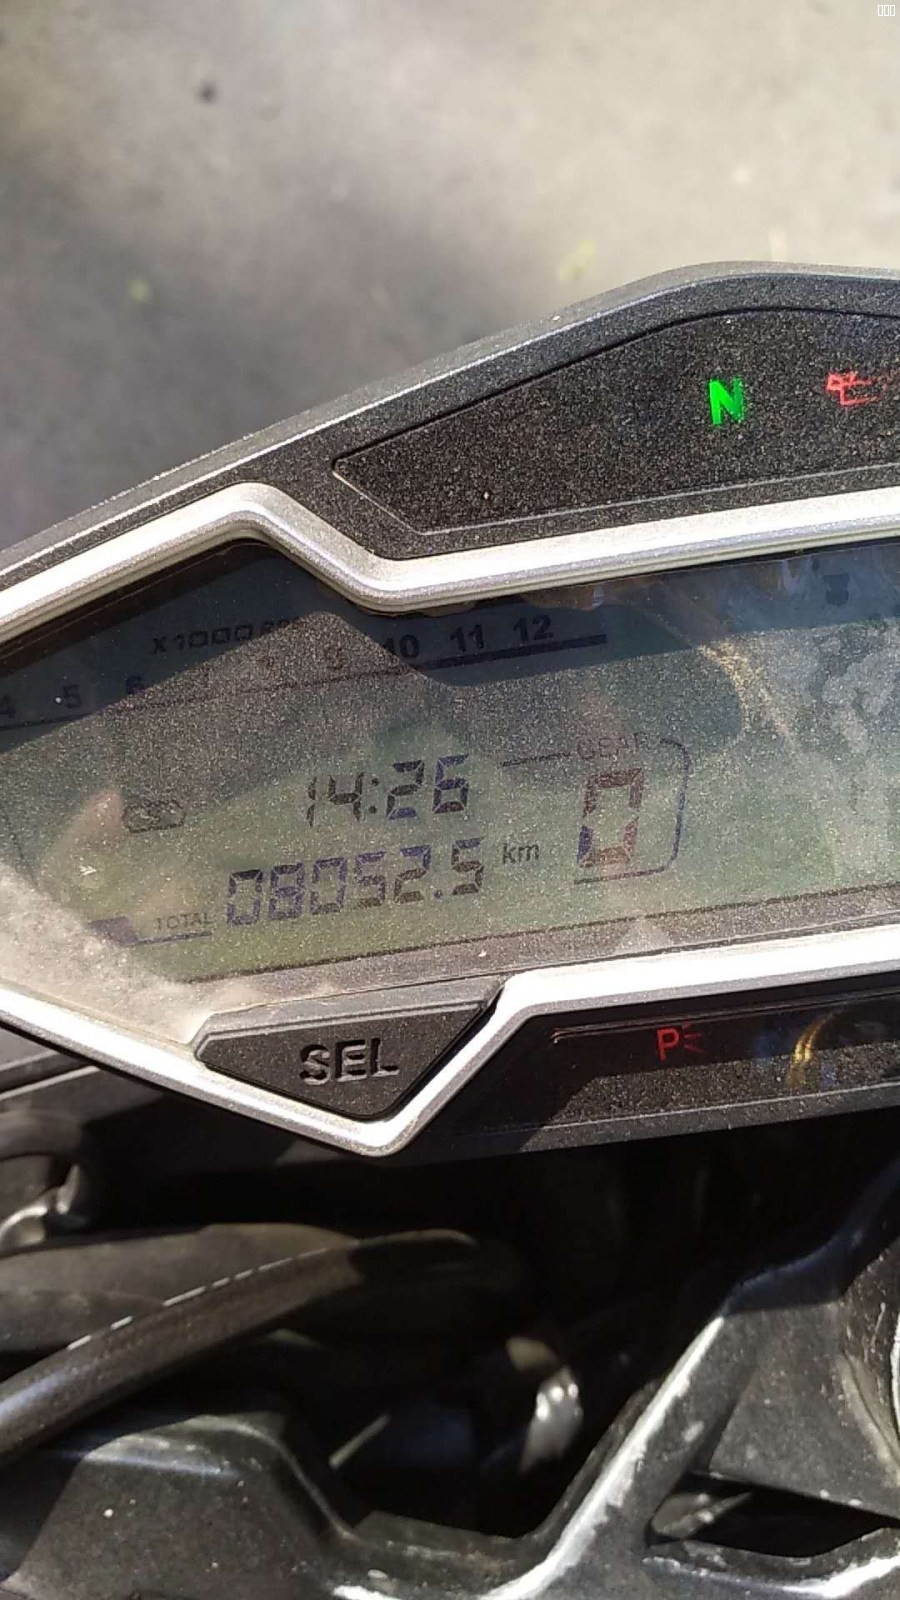 N
X1000
4 5 6 10 11 12
GEAR
14:26
0
08052.5 km
TOTAL
SEL
P